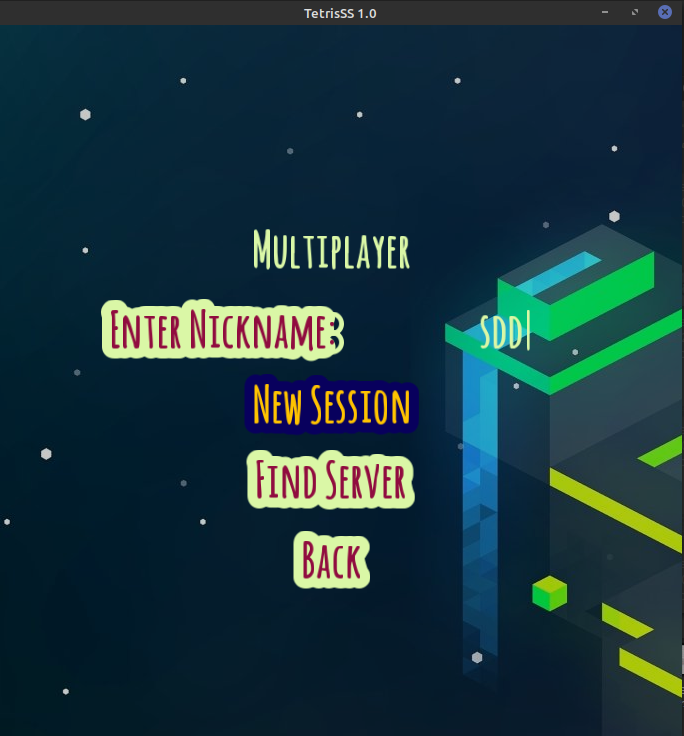 TetrisSS 1.0
Multiplayer
Enter Nickname: sdd|
New Session
Find Server
Back